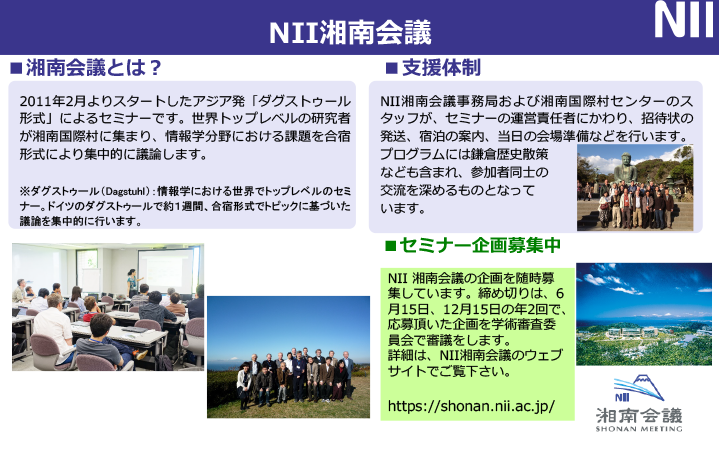 NII湘南会議
NII
■湘南会議とは？
2011年2月よりスタートしたアジア発「ダグストゥール
形式」によるセミナーです。世界トップレベルの研究者
が湘南国際村に集まり、情報学分野における課題を合宿
形式により集中的に議論します。
※ダグストゥール（Dagstuhl）：情報学における世界でトップレベルのセミ
ナー。ドイツのダグストゥールで約１週間、合宿形式でトピックに基づいた
議論を集中的に行います。
■支援体制
NII湘南会議事務局および湘南国際村センターのス
タッフが、セミナーの運営責任者にかわり、招待状の
発送、宿泊の案内、当日の会場準備などを行います。
プログラムには鎌倉歴史散策
なども含まれ、参加者同士の
交流を深めるものとなって
います。
■セミナー企画募集中
NII 湘南会議の企画を随時募
集しています。締め切りは、6
月15日、12月15日の年2回で、
応募頂いた企画を学術審査委
員会で審議をします。
詳細は、NII湘南会議のウェブ
サイトでご覧下さい。
https://shonan.nii.ac.jp/
NII
湘南会議
SHONAN MEETING